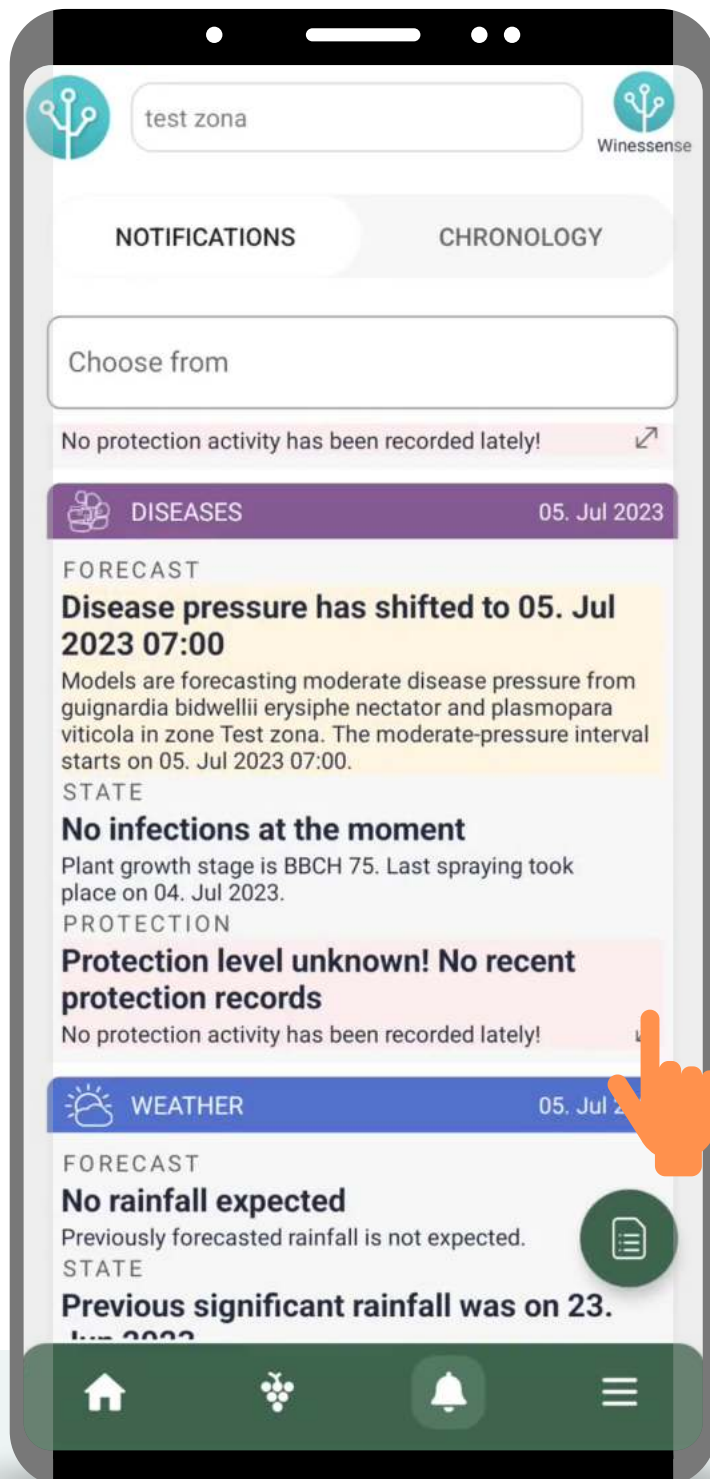 test zona
Winessense
NOTIFICATIONS
CHRONOLOGY
Choose from
No protection activity has been recorded lately!
DISEASES
05. Jul 2023
FORECAST
Disease pressure has shifted to 05. Jul
2023 07:00
Models are forecasting moderate disease pressure from
guignardia bidwellii erysiphe nectator and plasmopara
viticola in zone Test zona. The moderate-pressure interval
starts on 05. Jul 2023 07:00.
STATE
No infections at the moment
Plant growth stage is BBCH 75. Last spraying took
place on 04. Jul 2023.
PROTECTION
Protection level unknown! No recent
protection records
No protection activity has been recorded lately!
WEATHER
05. Jul
FORECAST
No rainfall expected
Previously forecasted rainfall is not expected.
STATE
Previous significant rainfall was on 23.
Jun 2023